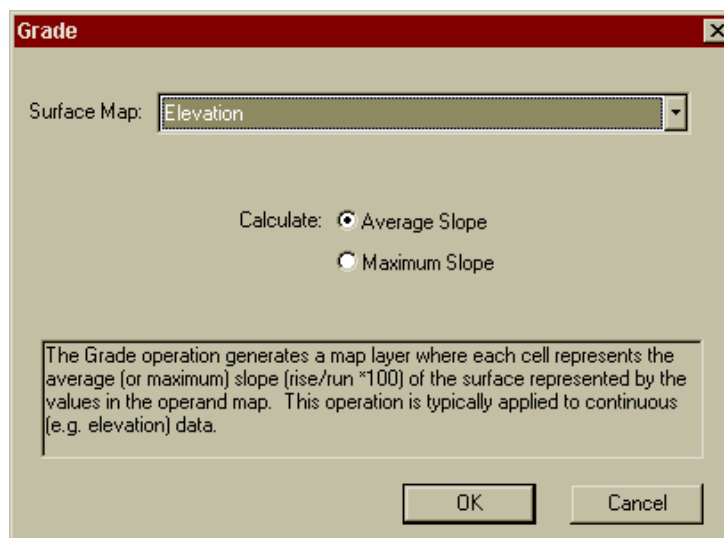 Grade
Surface Map: Elevation
Calculate: Average Slope
Maximum Slope
The Grade operation generates a map layer where each cell represents the
average (or maximum) slope (rise/run *100) of the surface represented by the
values in the operand map.  This operation is typically applied to continuous
(e.g. elevation) data.
OK Cancel